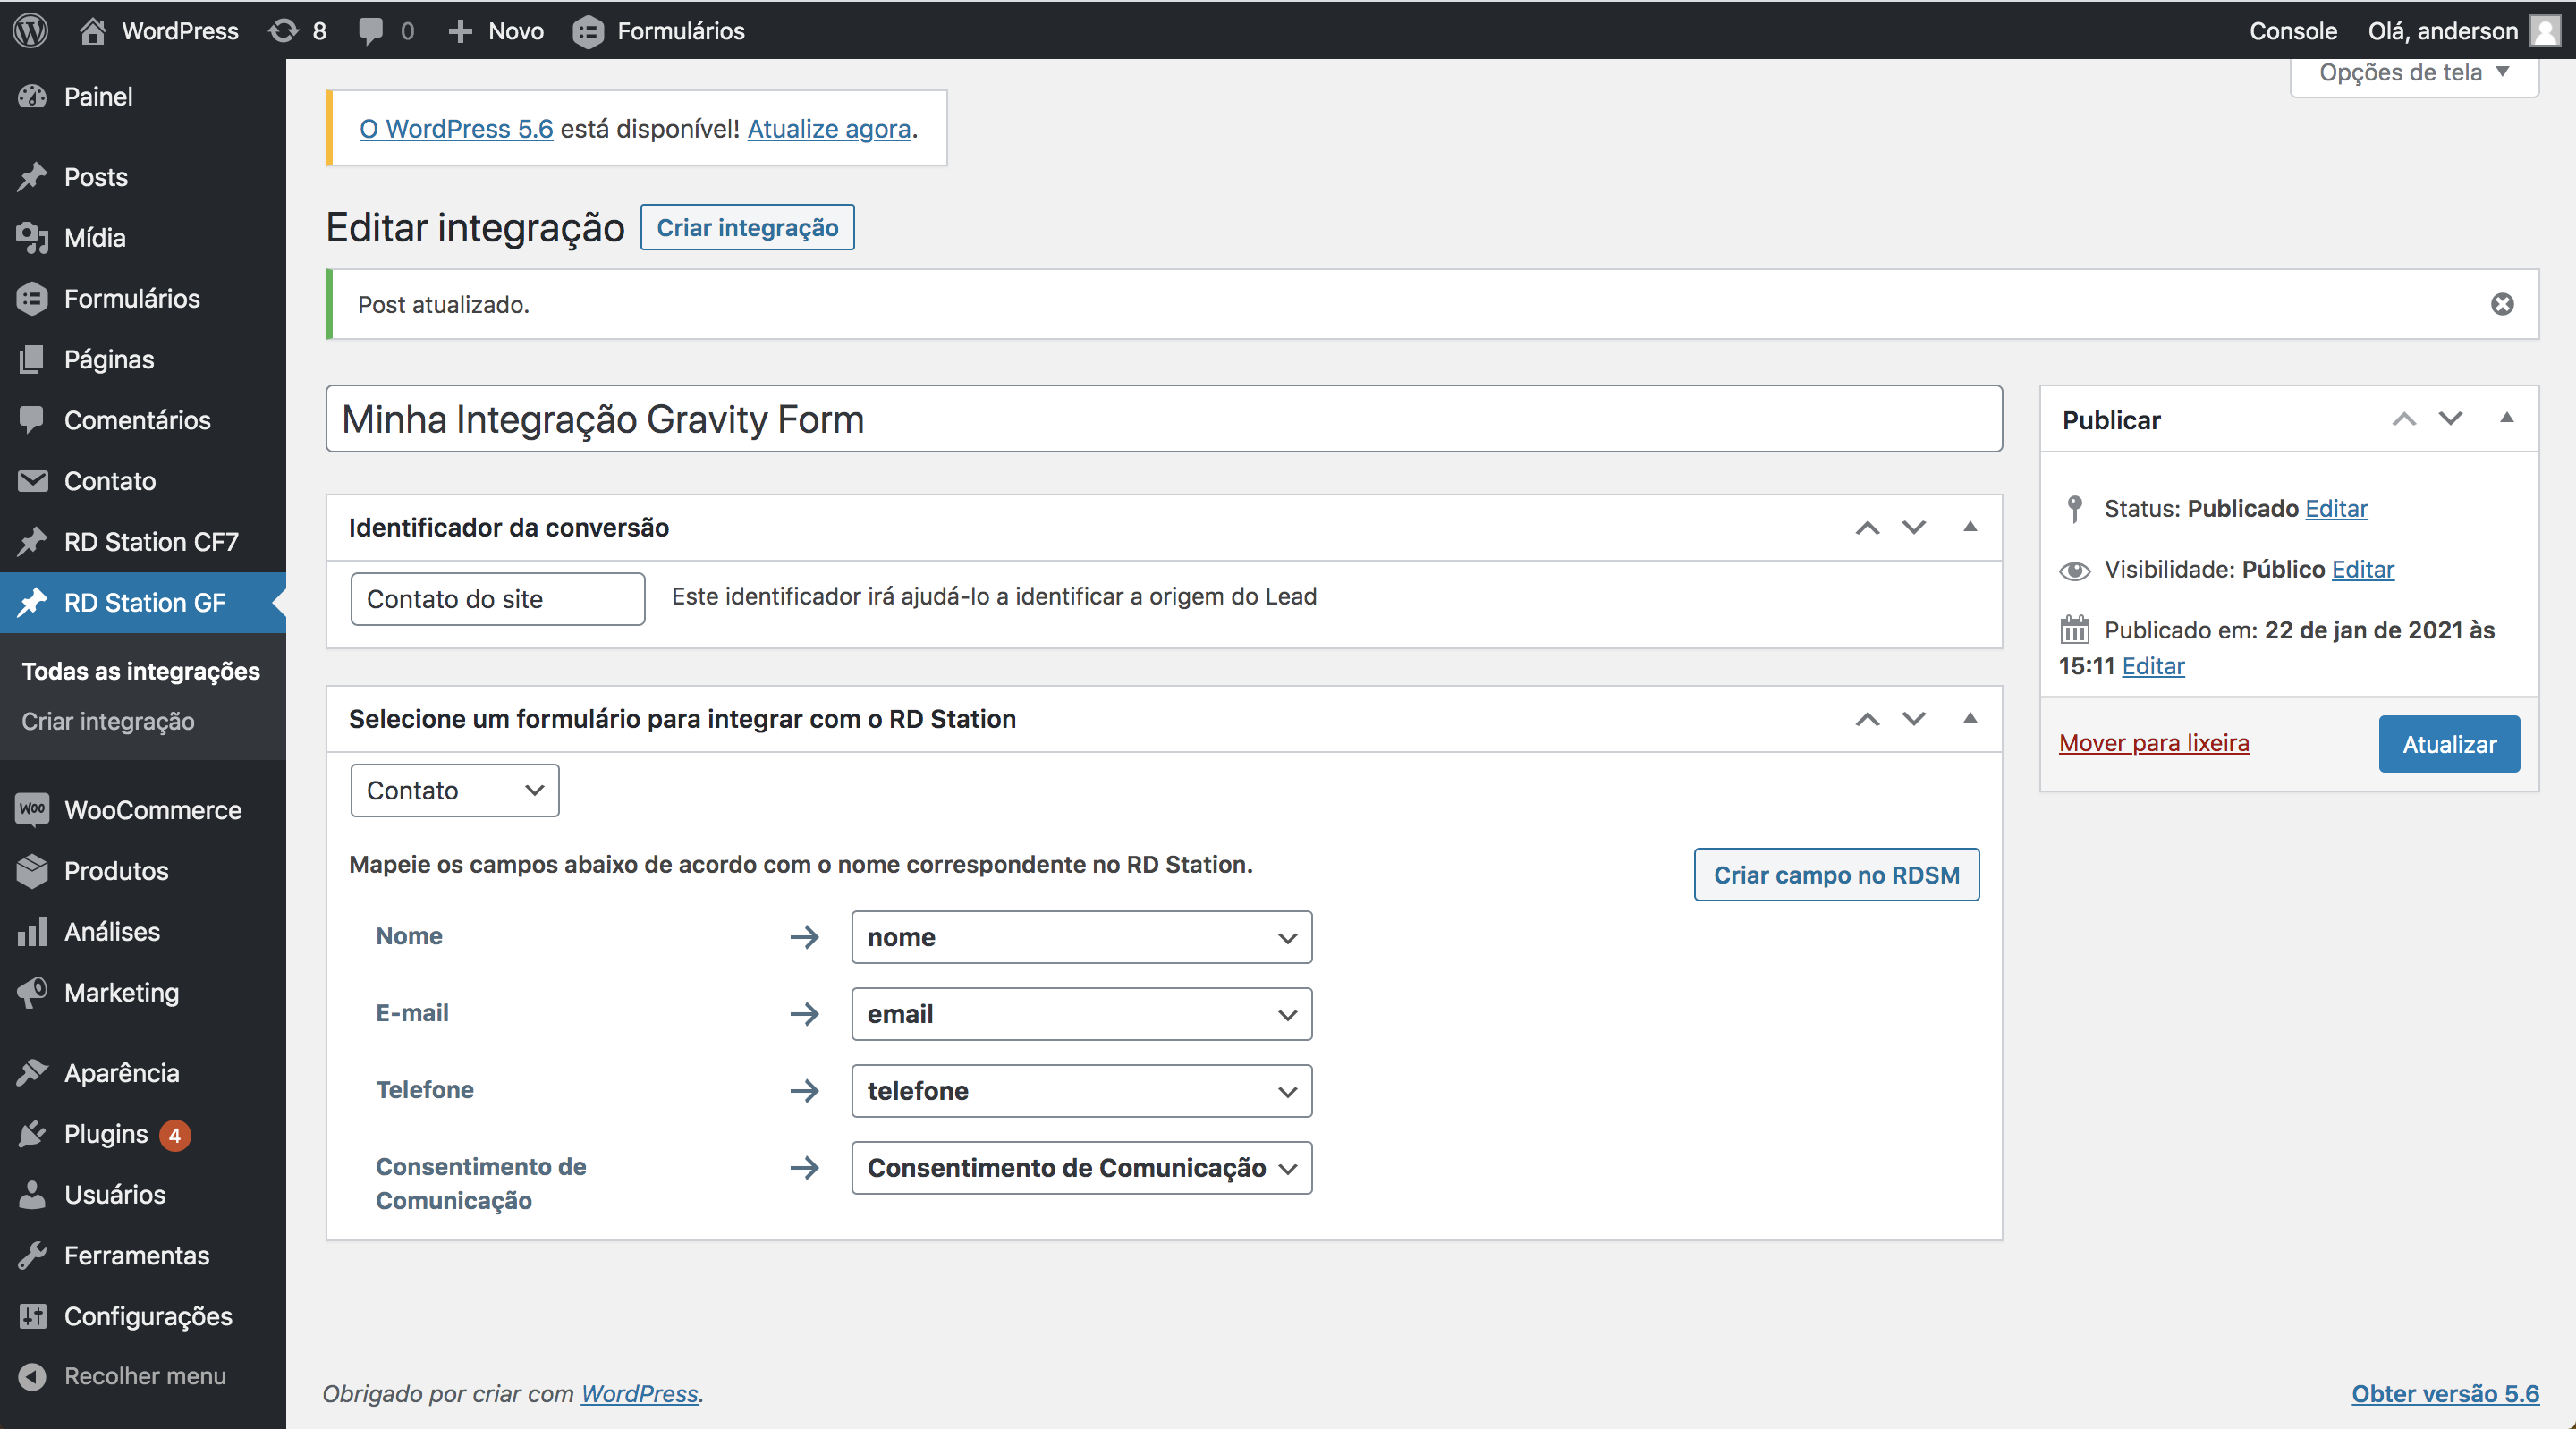 WordPress 8 0 Novo Formulários Console Olá, anderson
Painel
Posts
Mídia
Formulários
Páginas
Comentários
Contato
RD Station CF7
RD Station GF
Todas as integrações
Criar integração
WooCommerce
Produtos
Análises
Marketing
Aparência
Plugins 4
Usuários
Ferramentas
Configurações
Recolher menu
Opções de tela
O WordPress 5.6 está disponível! Atualize agora.
Editar integração Criar integração
Post atualizado.
Minha Integração Gravity Form
Identificador da conversão
Contato do site Este identificador irá ajudá-lo a identificar a origem do Lead
Selecione um formulário para integrar com o RD Station
Contato
Mapeie os campos abaixo de acordo com o nome correspondente no RD Station.
Criar campo no RDSM
Nome nome
E-mail email
Telefone telefone
Consentimento de Consentimento de Comunicação
Comunicação
Publicar
Status: Publicado Editar
Visibilidade: Público Editar
Publicado em: 22 de jan de 2021 às
15:11 Editar
Mover para lixeira Atualizar
Obrigado por criar com WordPress.
Obter versão 5.6